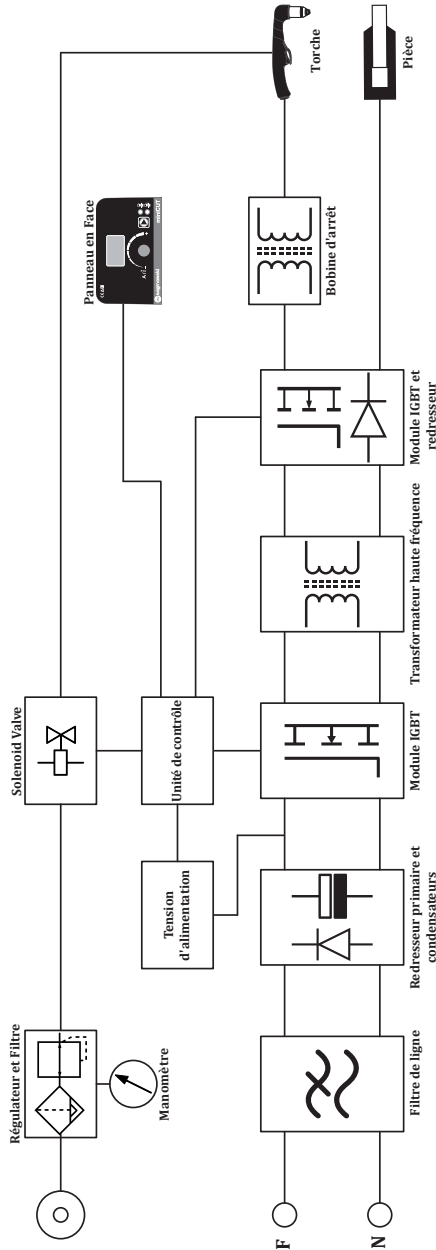 Régulateur et Filtre
Manomètre
Solenoid Valve
Panneau en Face
miniCUT
Torche
Pièce
Tension
d'alimentation
Unité de contrôle
Bobine d'arrêt
F
N
Filtre de ligne
Redresseur primaire et
condensateurs
Module IGBT
Transformateur haute fréquence
Module IGBT et
redresseur